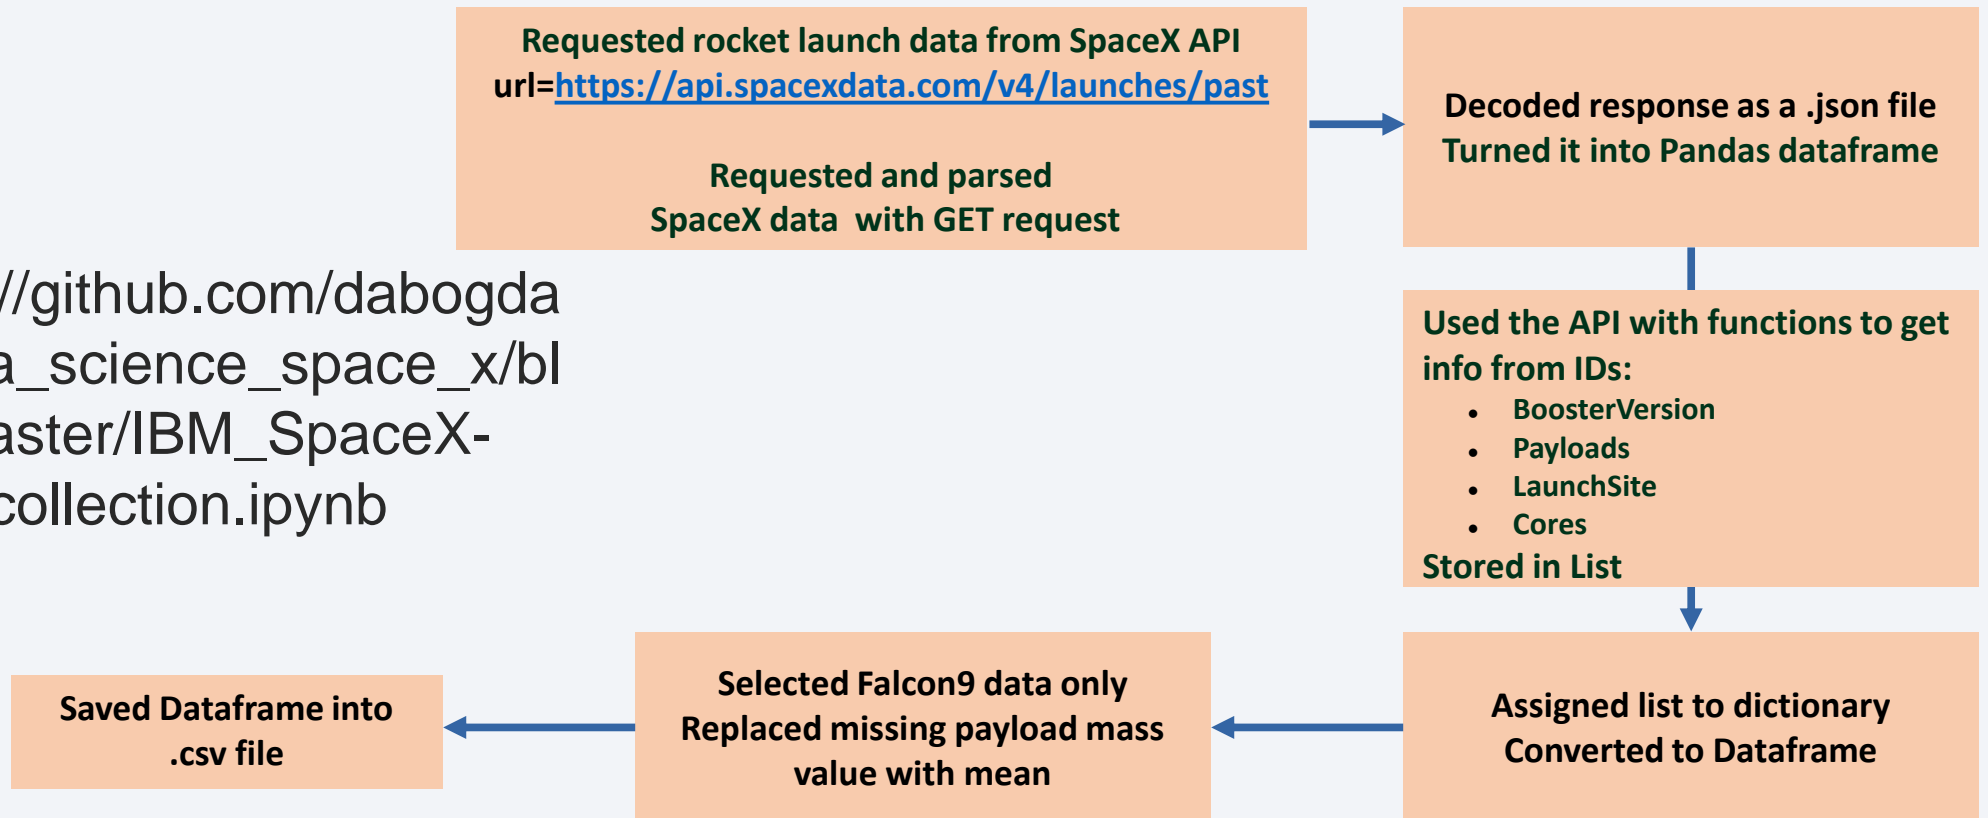 Requested rocket launch data from SpaceX API
url=https://api.spacexdata.com/v4/launches/past
Requested and parsed
SpaceX data  with GET request
Decoded response as a .json file
Turned it into Pandas dataframe
//github.com/dabogda
a_science_space_x/bl
aster/IBM_SpaceX-
collection.ipynb
Used the API with functions to get
info from IDs:
• BoosterVersion
• Payloads
• LaunchSite
• Cores
Stored in List
Assigned list to dictionary
Converted to Dataframe
Selected Falcon9 data only
Replaced missing payload mass
value with mean
Saved Dataframe into
.csv file